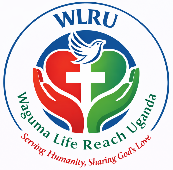 WLRU
Waguma Life Reach Uganda
Serving Humanity, Sharing God's Love